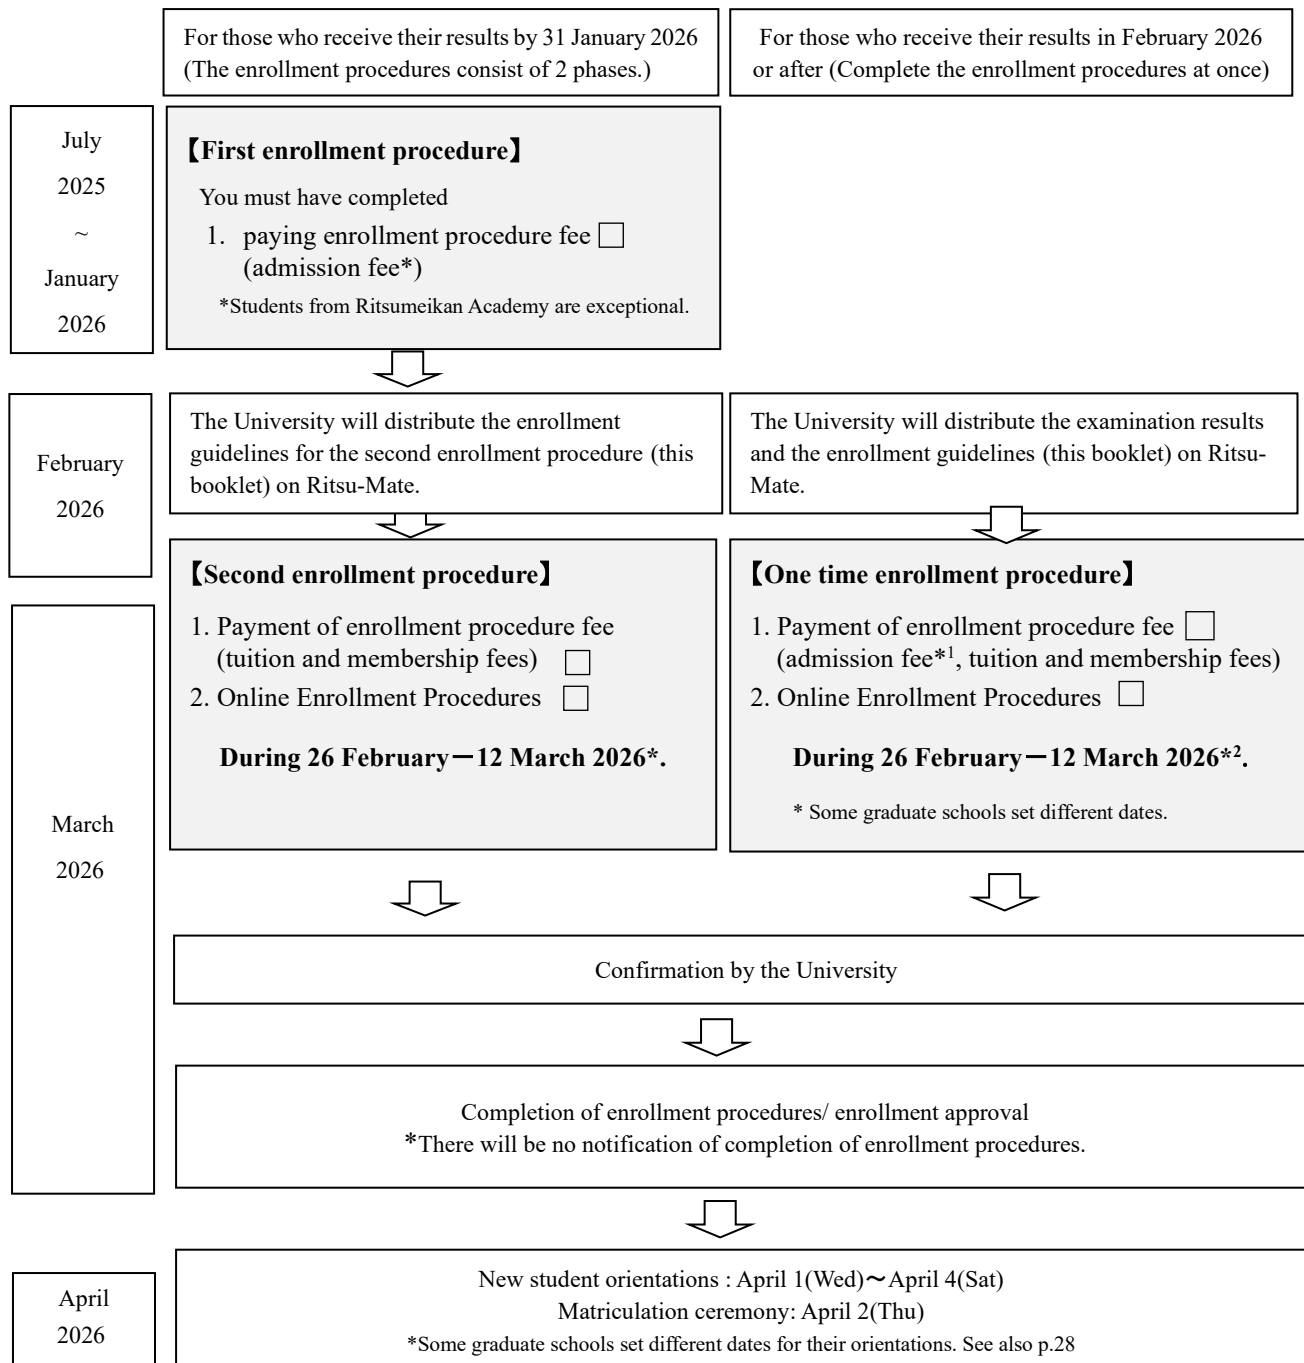 For those who receive their results by 31 January 2026
(The enrollment procedures consist of 2 phases.)
For those who receive their results in February 2026
or after (Complete the enrollment procedures at once)
July
2025
~
January
2026
【First enrollment procedure】
You must have completed
1. paying enrollment procedure fee □
(admission fee*)
*Students from Ritsumeikan Academy are exceptional.
February
2026
The University will distribute the enrollment
guidelines for the second enrollment procedure (this
booklet) on Ritsu-Mate.
The University will distribute the examination results
and the enrollment guidelines (this booklet) on Ritsu-
Mate.
【Second enrollment procedure】
1. Payment of enrollment procedure fee
(tuition and membership fees) □
2. Online Enrollment Procedures □
During 26 February－12 March 2026*.
【One time enrollment procedure】
1. Payment of enrollment procedure fee □
(admission fee*¹, tuition and membership fees)
2. Online Enrollment Procedures □
During 26 February－12 March 2026*².
* Some graduate schools set different dates.
March
2026
Confirmation by the University
Completion of enrollment procedures/ enrollment approval
*There will be no notification of completion of enrollment procedures.
April
2026
New student orientations : April 1(Wed)～April 4(Sat)
Matriculation ceremony: April 2(Thu)
*Some graduate schools set different dates for their orientations. See also p.28